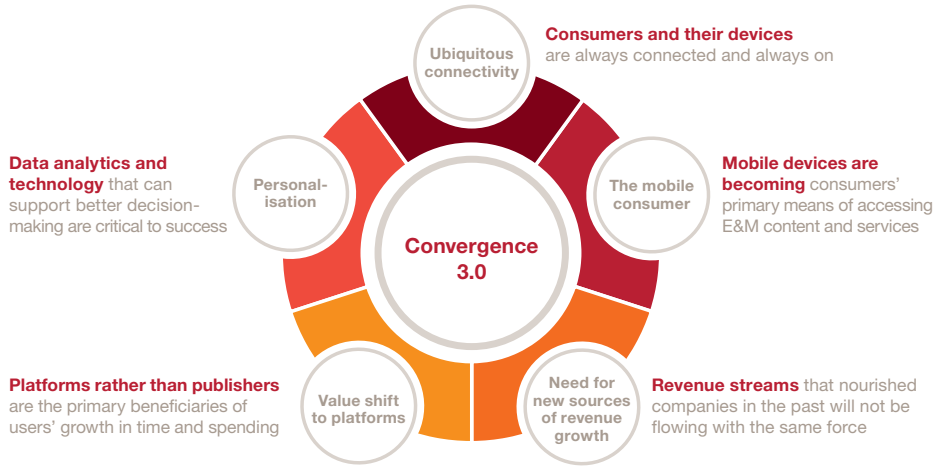 Ubiquitous
connectivity
Consumers and their devices
are always connected and always on
The mobile
consumer
Mobile devices are
becoming consumers'
primary means of accessing
E&M content and services
Need for
new sources
of revenue
growth
Revenue streams that nourished
companies in the past will not be
flowing with the same force
Value shift
to platforms
Platforms rather than publishers
are the primary beneficiaries of
users' growth in time and spending
Personal-
isation
Data analytics and
technology that can
support better decision-
making are critical to success
Convergence
3.0